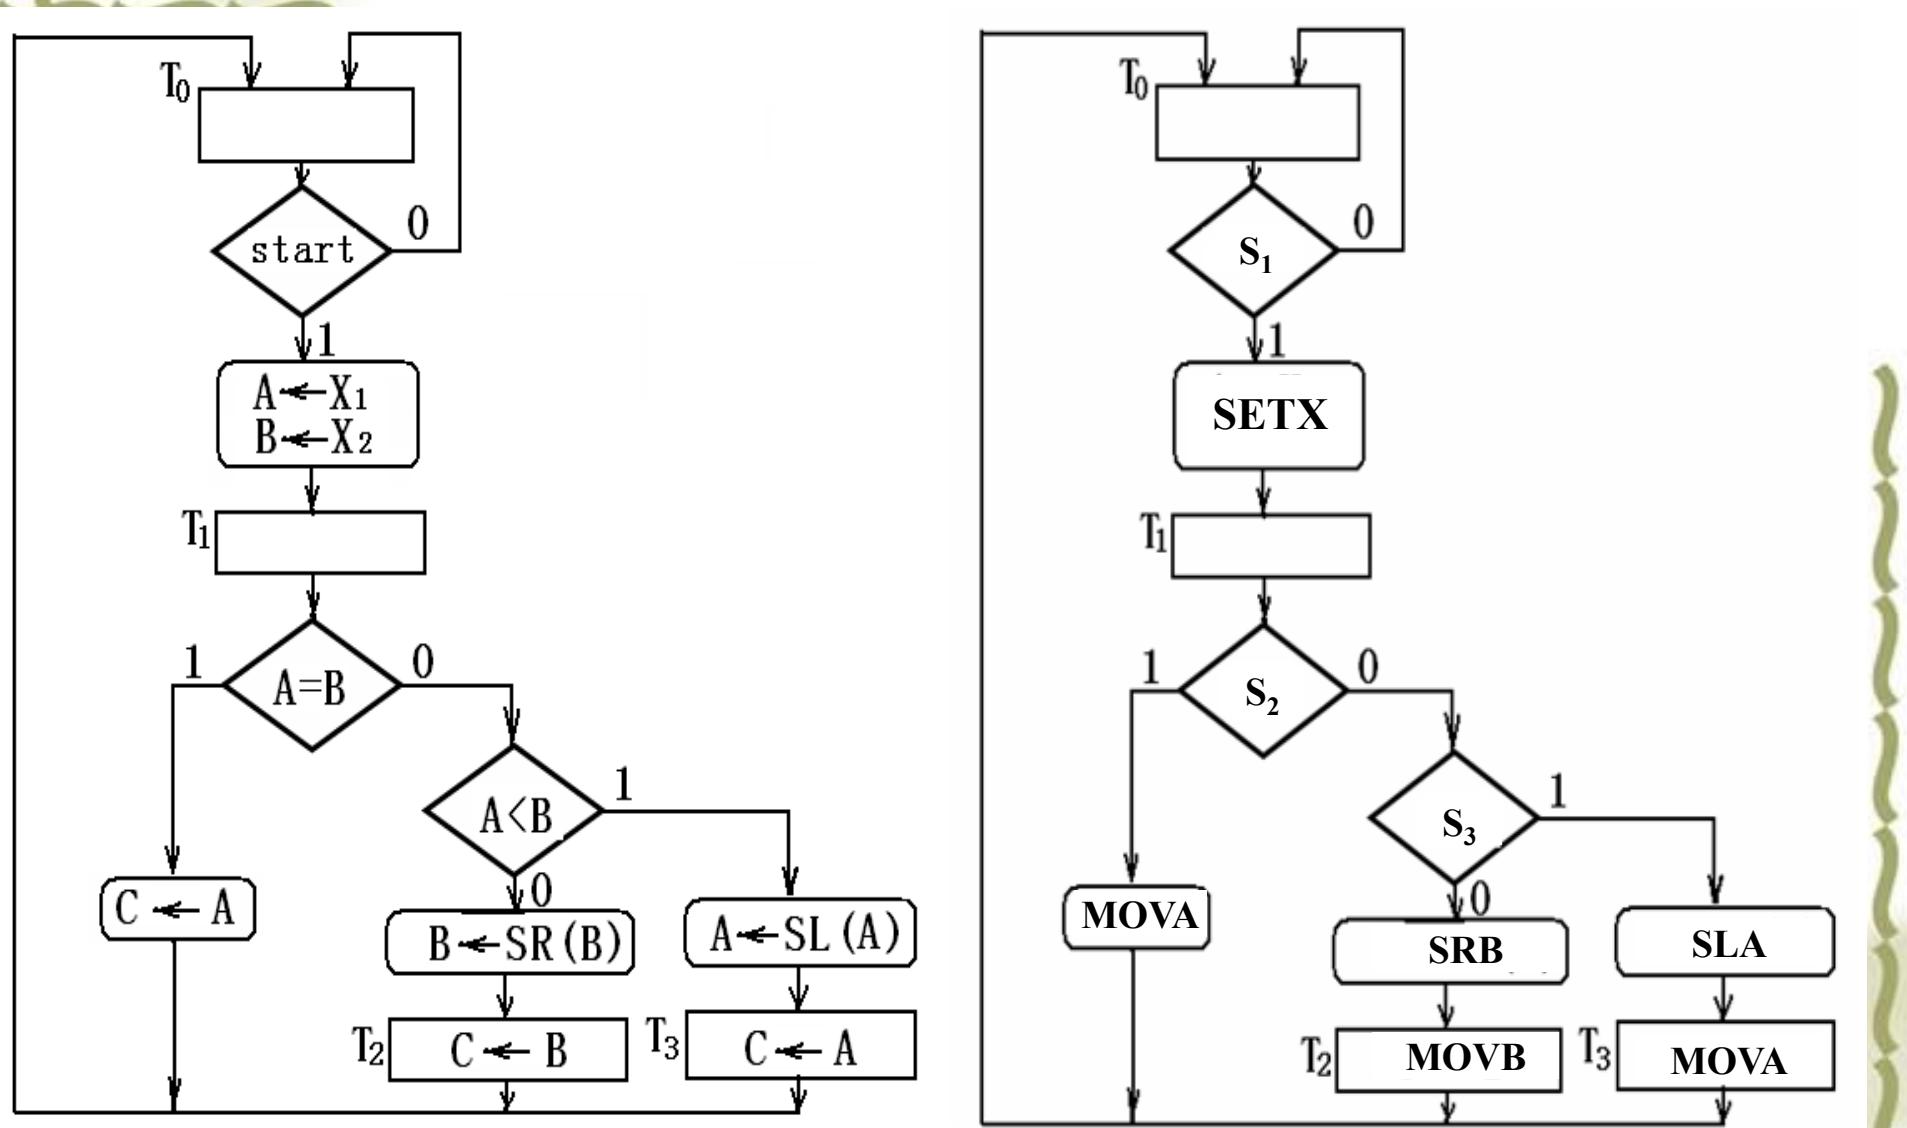 T₀
start
0
1
A←X₁
B←X₂
T₁
1
A=B
0
A<B
1
0
C ← A
B←SR(B)
A←SL(A)
T₂
C ← B
T₃
C ← A
T₀
S₁
0
1
SETX
T₁
1
S₂
0
S₃
1
0
MOVA
SRB
SLA
T₂
MOVB
T₃
MOVA